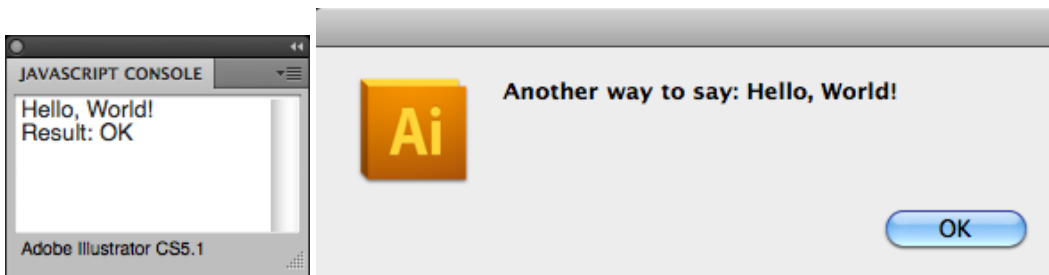 JAVASCRIPT CONSOLE
Hello, World!
Result: OK
Adobe Illustrator CS5.1
Another way to say: Hello, World!
Ai
OK